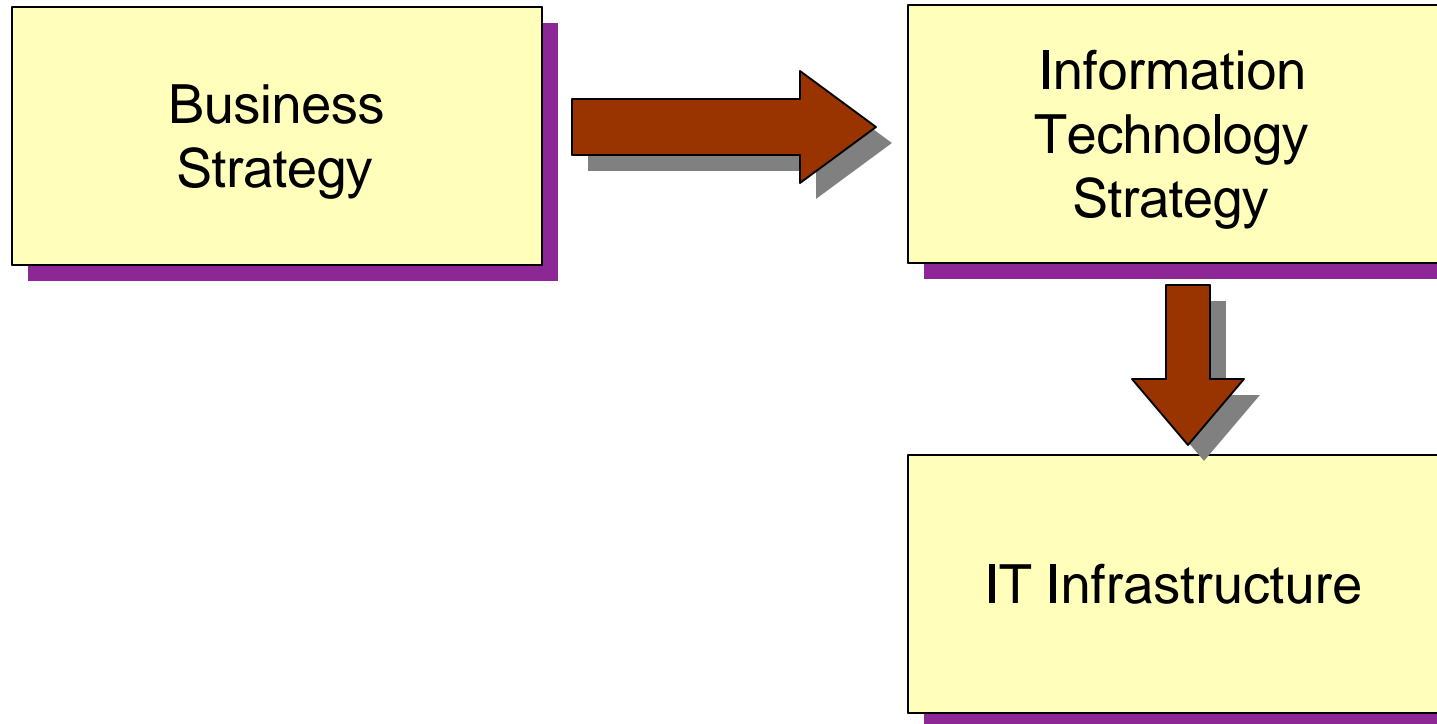 Business
Strategy
Information
Technology
Strategy
IT Infrastructure